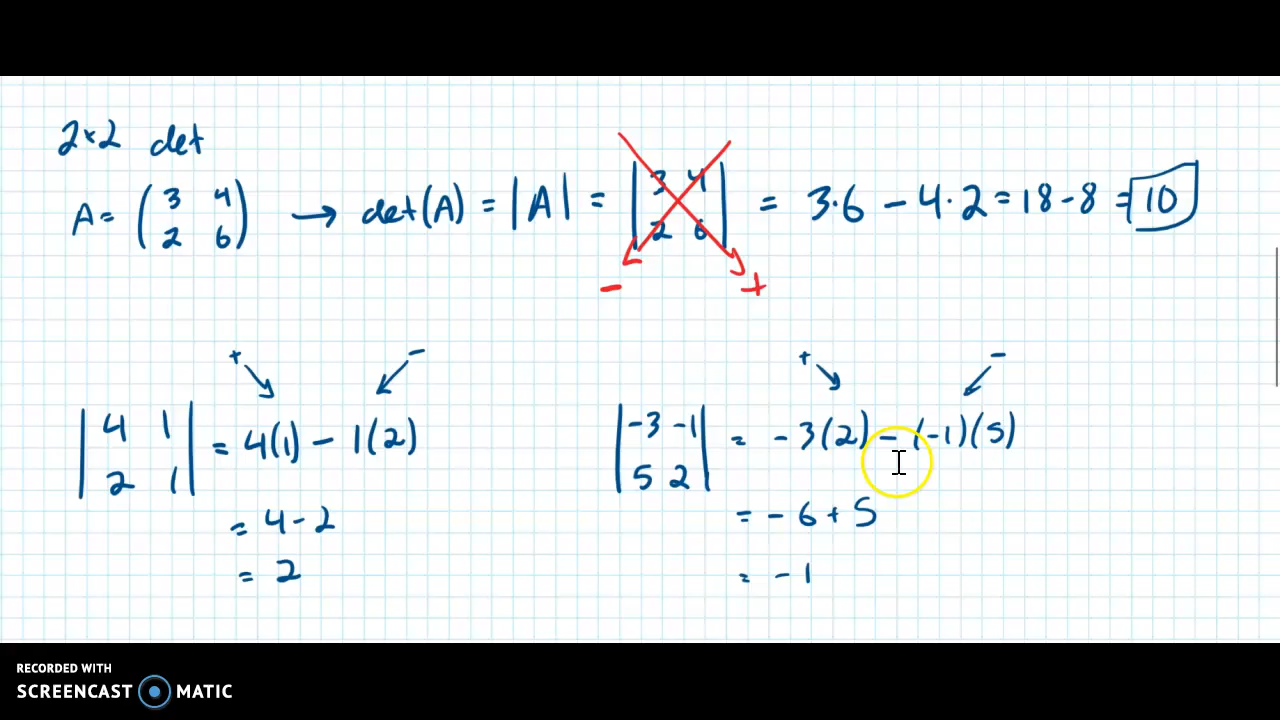 2x2 det
A = (3 4 / 2 6) → det(A) = |A| = |3 4 / 2 6| = 3·6 - 4·2 = 18 - 8 = 10
- +
+ - + -
|4 1 / 2 1| = 4(1) - 1(2)
= 4 - 2
= 2
|-3 -1 / 5 2| = -3(2) - (-1)(5)
= -6 + 5
= -1
RECORDED WITH
SCREENCAST MATIC